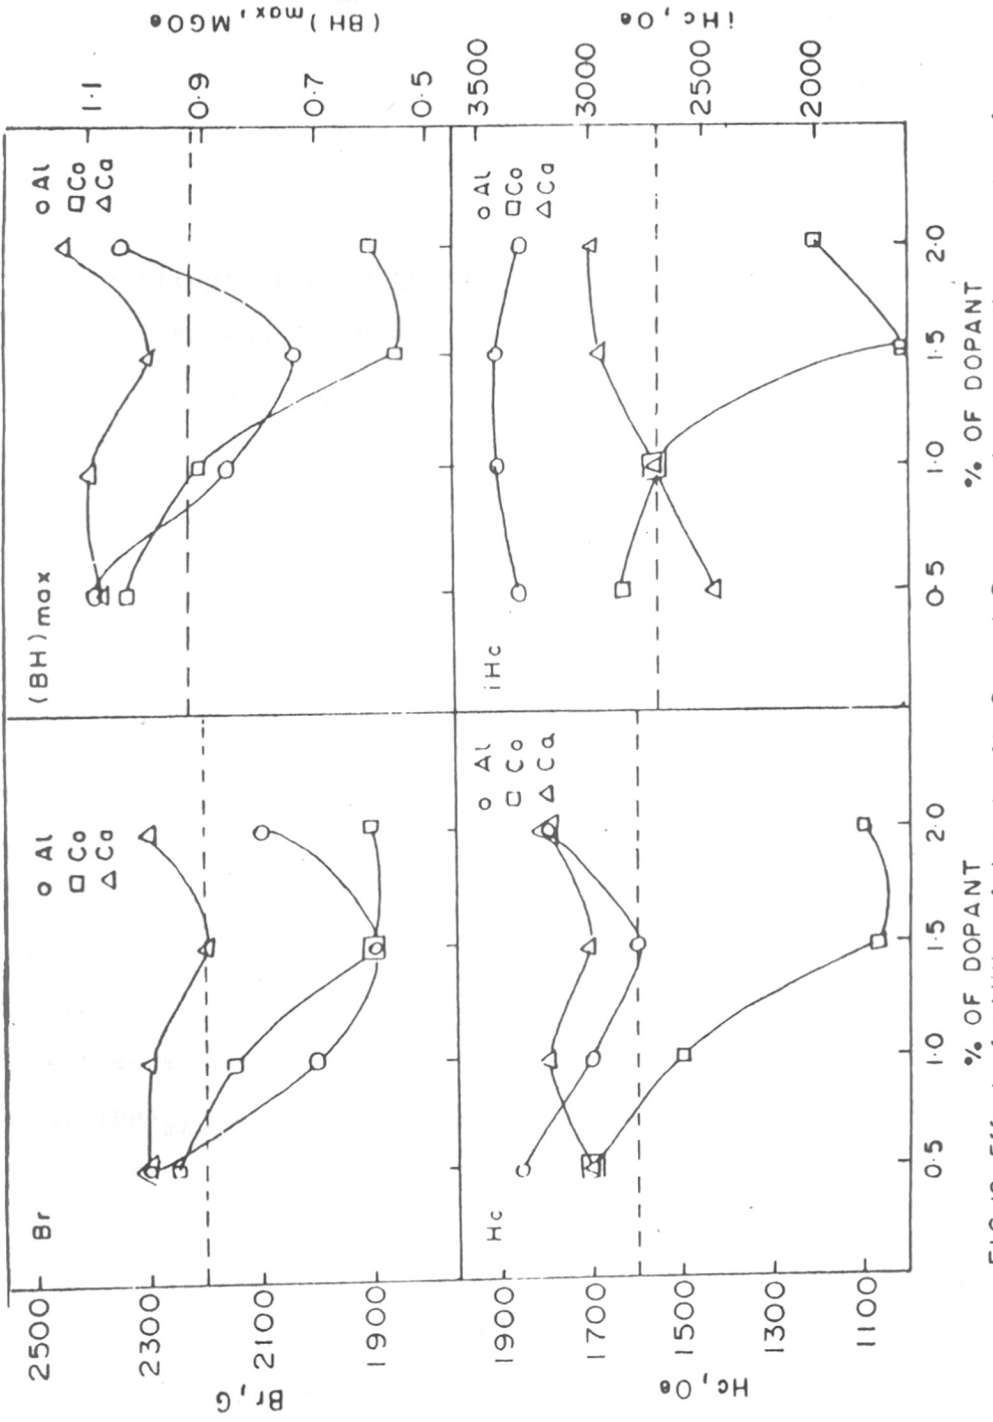 Br, G
2500
2300
2100
1900
Br
○ Al
□ Co
△ Ca
(BH)max
○ Al
□ Co
△ Ca
1·1
0·9
0·7
0·5
(BH)max, MGOe
Hc, Oe
1900
1700
1500
1300
1100
Hc
○ Al
□ Co
△ Ca
iHc
○ Al
□ Co
△ Ca
3500
3000
2500
2000
iHc, Oe
0·5
1·0
1·5
2·0
0·5
1·0
1·5
2·0
% OF DOPANT
% OF DOPANT